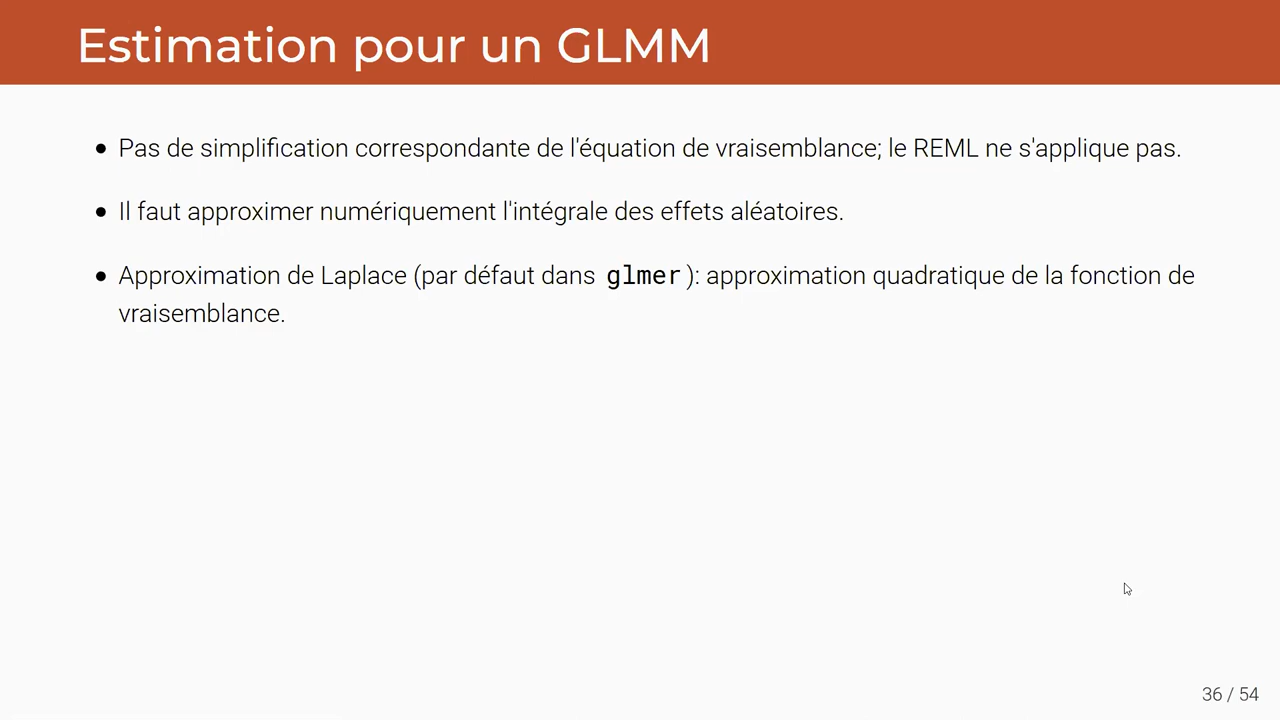 Estimation pour un GLMM
• Pas de simplification correspondante de l'équation de vraisemblance; le REML ne s'applique pas.
• Il faut approximer numériquement l'intégrale des effets aléatoires.
• Approximation de Laplace (par défaut dans glmer): approximation quadratique de la fonction de
vraisemblance.
36 / 54